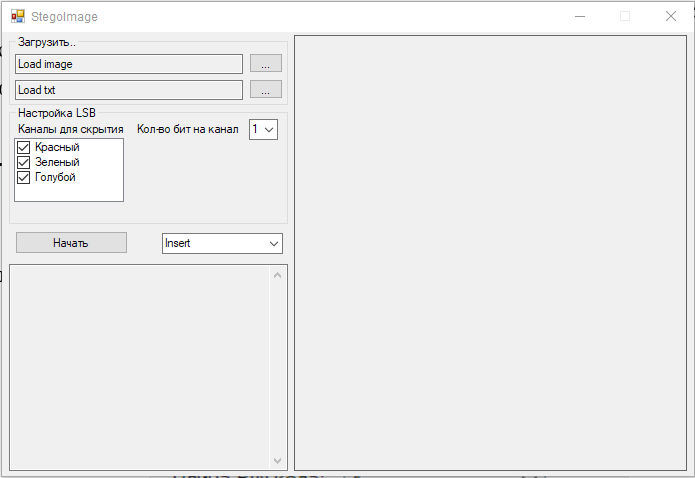 StegoImage
Загрузить..
Load image
...
Load txt
...
Настройка LSB
Каналы для скрытия
Кол-во бит на канал
1
Красный
Зеленый
Голубой
Начать
Insert